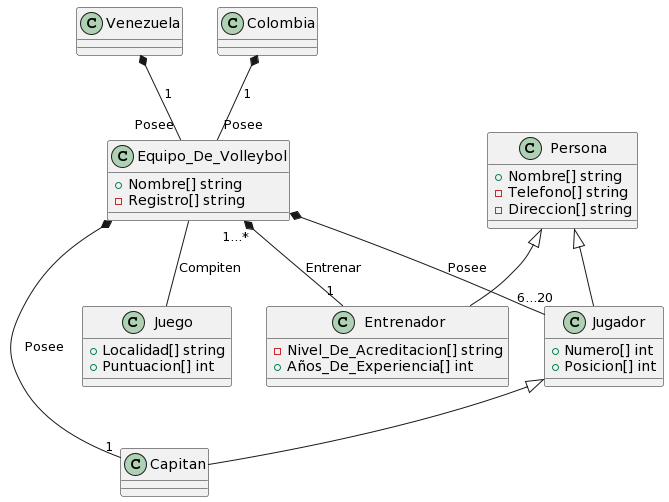 C Venezuela
C Colombia
1
1
Posee
Posee
C Equipo_De_Volleybol
Nombre[] string
Registro[] string
C Persona
Nombre[] string
Telefono[] string
Direccion[] string
1...*
Compiten
Entrenar
Posee
1
6...20
C Juego
Localidad[] string
Puntuacion[] int
C Entrenador
Nivel_De_Acreditacion[] string
Años_De_Experiencia[] int
C Jugador
Numero[] int
Posicion[] int
Posee
1
C Capitan